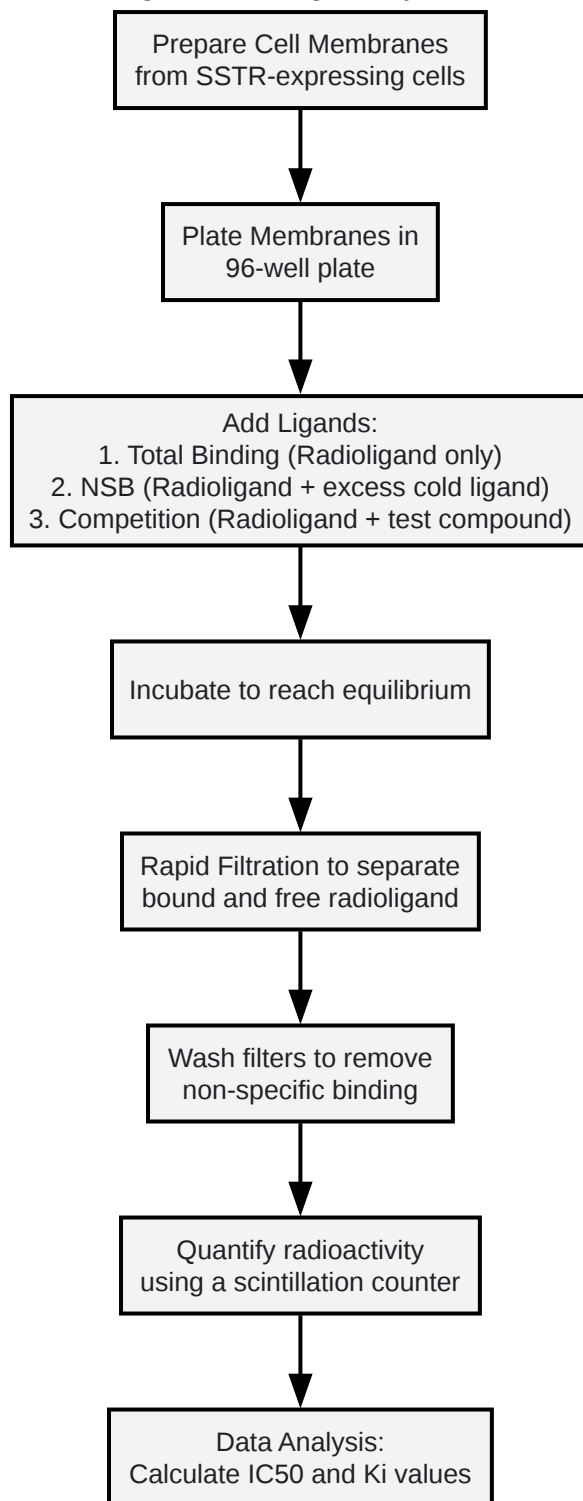 Prepare Cell Membranes
from SSTR-expressing cells
Plate Membranes in
96-well plate
Add Ligands:
1. Total Binding (Radioligand only)
2. NSB (Radioligand + excess cold ligand)
3. Competition (Radioligand + test compound)
Incubate to reach equilibrium
Rapid Filtration to separate
bound and free radioligand
Wash filters to remove
non-specific binding
Quantify radioactivity
using a scintillation counter
Data Analysis:
Calculate IC50 and Ki values